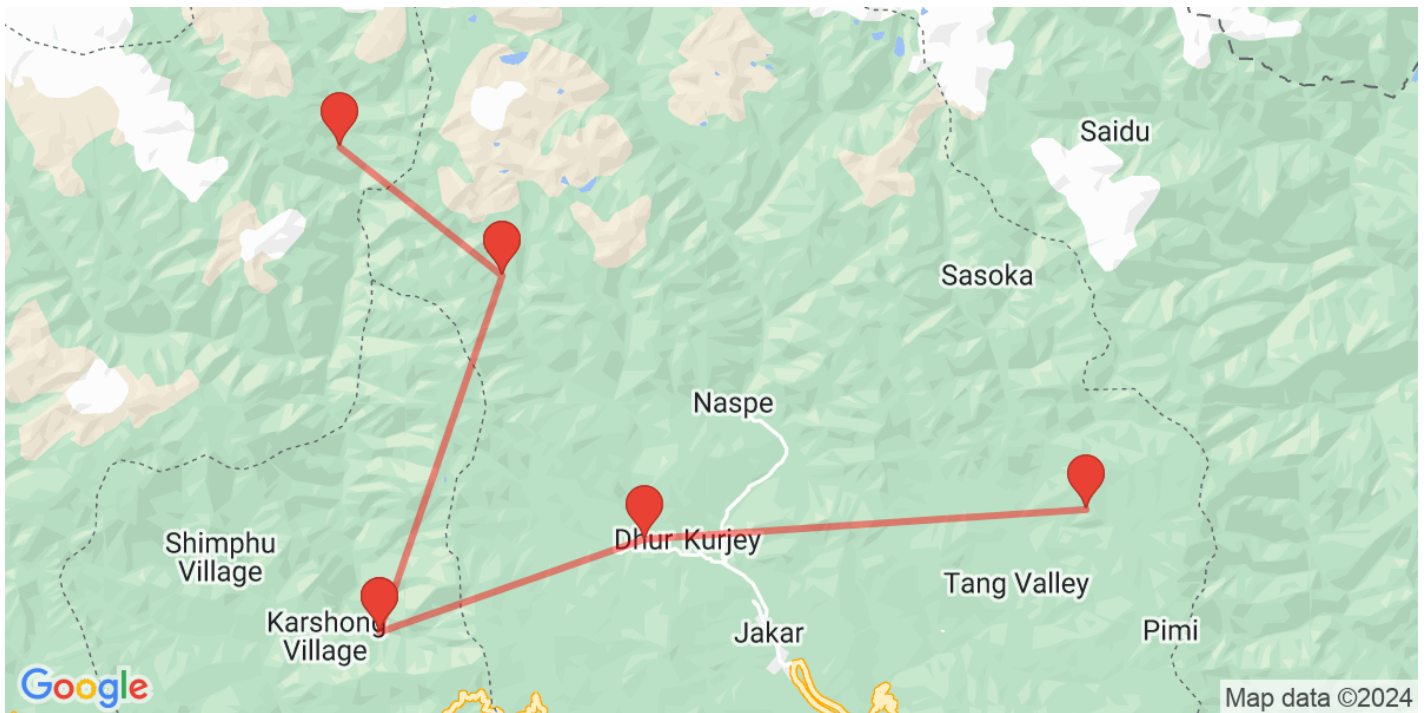 Saidu
Sasoka
Naspe
Dhur Kurjey
Shimphu
Village
Tang Valley
Karshong
Village
Jakar
Pimi
Google
Map data ©2024